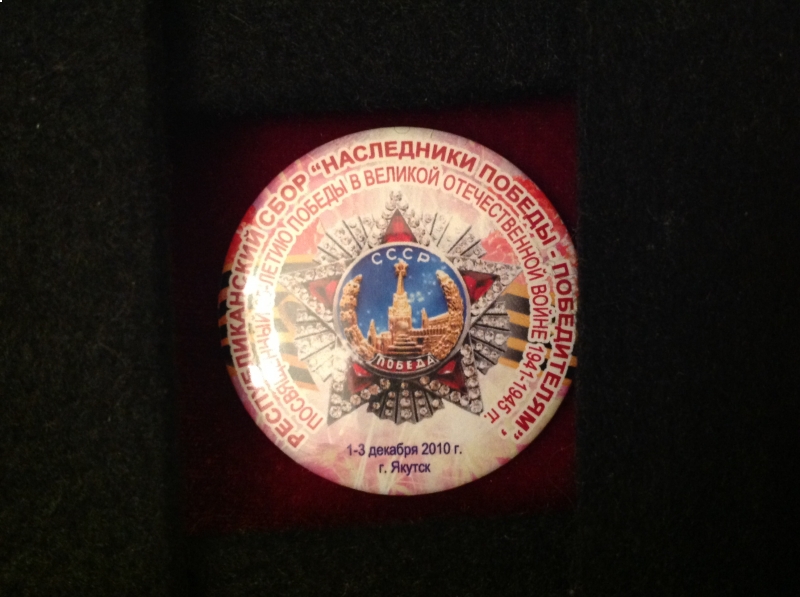 РЕСПУБЛИКАНСКИЙ СБОР "НАСЛЕДНИКИ ПОБЕДЫ - ПОБЕДИТЕЛЯМ",
ПОСВЯЩЕННЫЙ -ЛЕТИЮ ПОБЕДЫ В ВЕЛИКОЙ ОТЕЧЕСТВЕННОЙ ВОЙНЕ 1941-1945 гг.
СССР
ПОБЕДА
1-3 декабря 2010 г.
г. Якутск